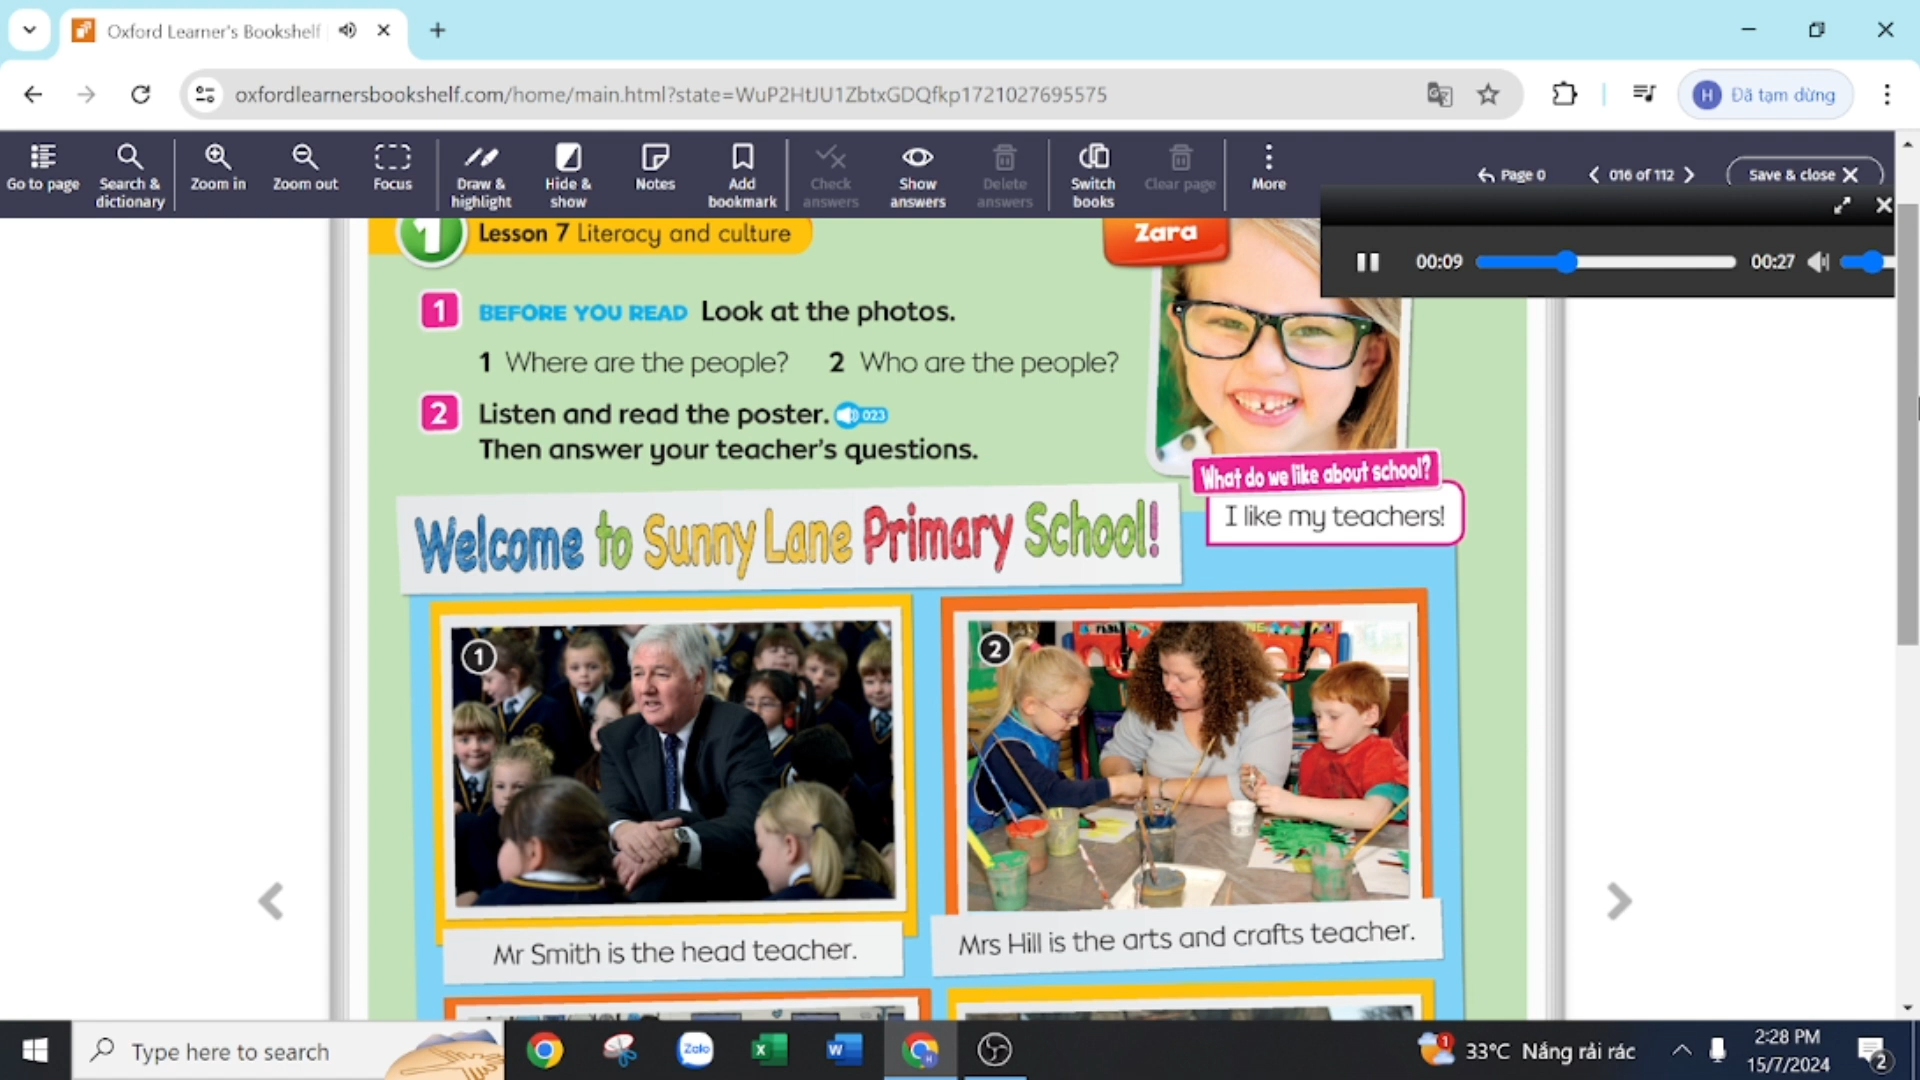 Oxford Learner's Bookshelf
oxfordlearnersbookshelf.com/home/main.html?state=WuP2HtJU1ZbtxGDQfkp1721027695575
H Đã tạm dừng
Go to page
Search & dictionary
Zoom in
Zoom out
Focus
Draw & highlight
Hide & show
Notes
Add bookmark
Check answers
Show answers
Delete answers
Switch books
Clear page
More
Page 0
016 of 112
Save & close
00:09
00:27
1 Lesson 7 Literacy and culture
Zara
1 BEFORE YOU READ Look at the photos.
1 Where are the people? 2 Who are the people?
2 Listen and read the poster. 023
Then answer your teacher's questions.
What do we like about school?
I like my teachers!
Welcome to Sunny Lane Primary School!
1
2
Mr Smith is the head teacher.
Mrs Hill is the arts and crafts teacher.
Type here to search
Zalo
1
33°C Nắng rải rác
2:28 PM
15/7/2024
2